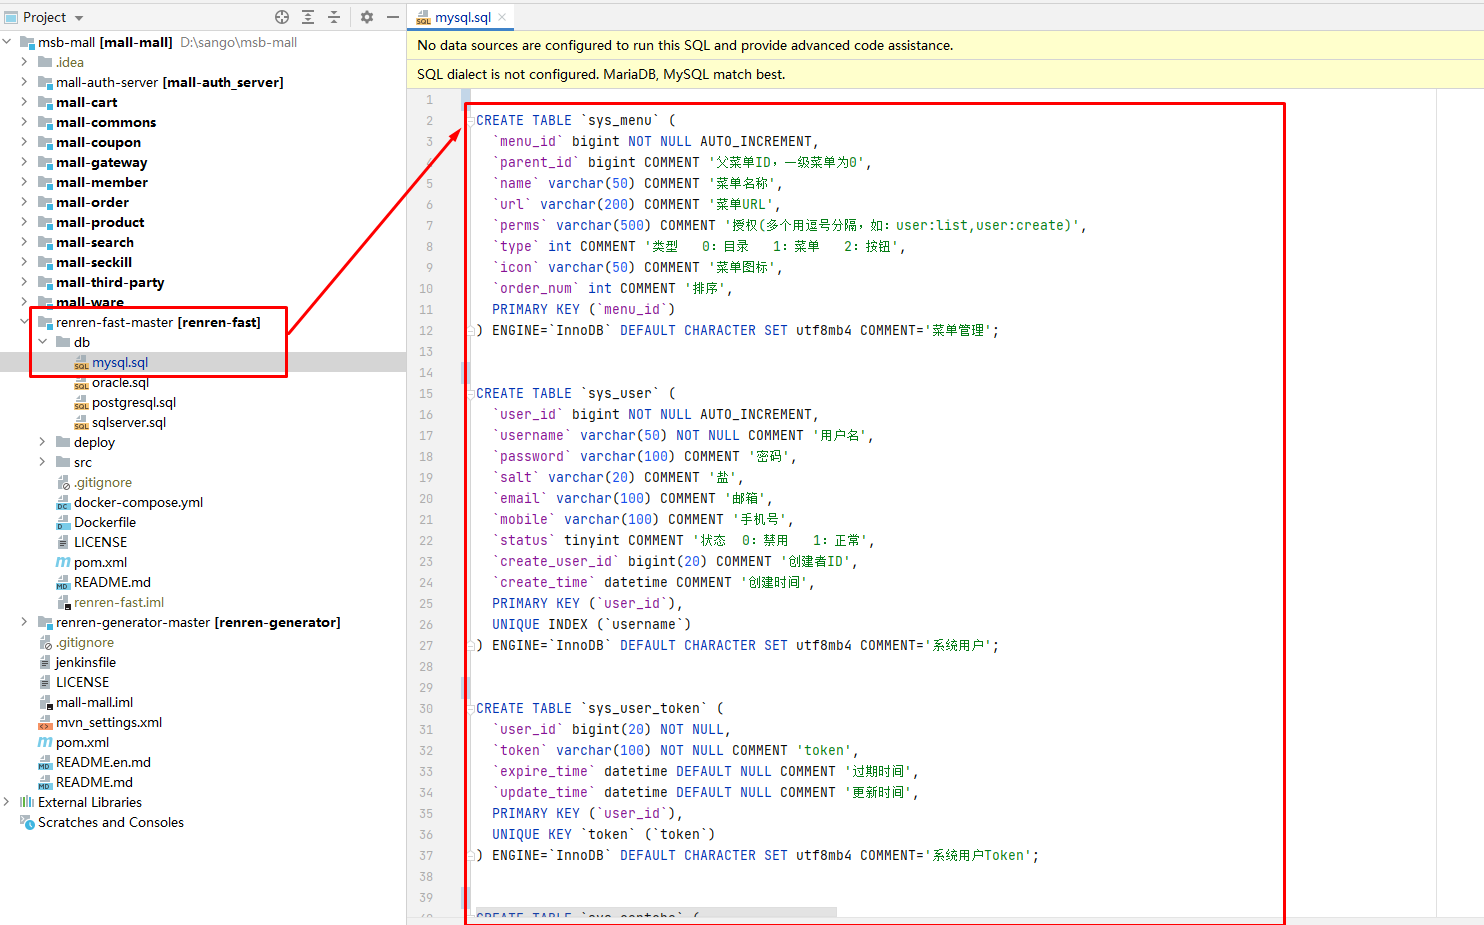 Project
msb-mall [mall-mall] D:\sango\msb-mall
.idea
mall-auth-server [mall-auth_server]
mall-cart
mall-commons
mall-coupon
mall-gateway
mall-member
mall-order
mall-product
mall-search
mall-seckill
mall-third-party
mall-ware
renren-fast-master [renren-fast]
db
mysql.sql
oracle.sql
postgresql.sql
sqlserver.sql
deploy
src
.gitignore
docker-compose.yml
Dockerfile
LICENSE
pom.xml
README.md
renren-fast.iml
renren-generator-master [renren-generator]
.gitignore
jenkinsfile
LICENSE
mall-mall.iml
mvn_settings.xml
pom.xml
README.en.md
README.md
External Libraries
Scratches and Consoles
mysql.sql
No data sources are configured to run this SQL and provide advanced code assistance.
SQL dialect is not configured. MariaDB, MySQL match best.
1
2 CREATE TABLE `sys_menu` (
3 `menu_id` bigint NOT NULL AUTO_INCREMENT,
4 `parent_id` bigint COMMENT '父菜单ID，一级菜单为0',
5 `name` varchar(50) COMMENT '菜单名称',
6 `url` varchar(200) COMMENT '菜单URL',
7 `perms` varchar(500) COMMENT '授权(多个用逗号分隔，如：user:list,user:create)',
8 `type` int COMMENT '类型   0：目录   1：菜单   2：按钮',
9 `icon` varchar(50) COMMENT '菜单图标',
10 `order_num` int COMMENT '排序',
11 PRIMARY KEY (`menu_id`)
12 ) ENGINE=`InnoDB` DEFAULT CHARACTER SET utf8mb4 COMMENT='菜单管理';
13
14
15 CREATE TABLE `sys_user` (
16 `user_id` bigint NOT NULL AUTO_INCREMENT,
17 `username` varchar(50) NOT NULL COMMENT '用户名',
18 `password` varchar(100) COMMENT '密码',
19 `salt` varchar(20) COMMENT '盐',
20 `email` varchar(100) COMMENT '邮箱',
21 `mobile` varchar(100) COMMENT '手机号',
22 `status` tinyint COMMENT '状态  0：禁用   1：正常',
23 `create_user_id` bigint(20) COMMENT '创建者ID',
24 `create_time` datetime COMMENT '创建时间',
25 PRIMARY KEY (`user_id`),
26 UNIQUE INDEX (`username`)
27 ) ENGINE=`InnoDB` DEFAULT CHARACTER SET utf8mb4 COMMENT='系统用户';
28
29
30 CREATE TABLE `sys_user_token` (
31 `user_id` bigint(20) NOT NULL,
32 `token` varchar(100) NOT NULL COMMENT 'token',
33 `expire_time` datetime DEFAULT NULL COMMENT '过期时间',
34 `update_time` datetime DEFAULT NULL COMMENT '更新时间',
35 PRIMARY KEY (`user_id`),
36 UNIQUE KEY `token` (`token`)
37 ) ENGINE=`InnoDB` DEFAULT CHARACTER SET utf8mb4 COMMENT='系统用户Token';
38
39
40 CREATE TABLE